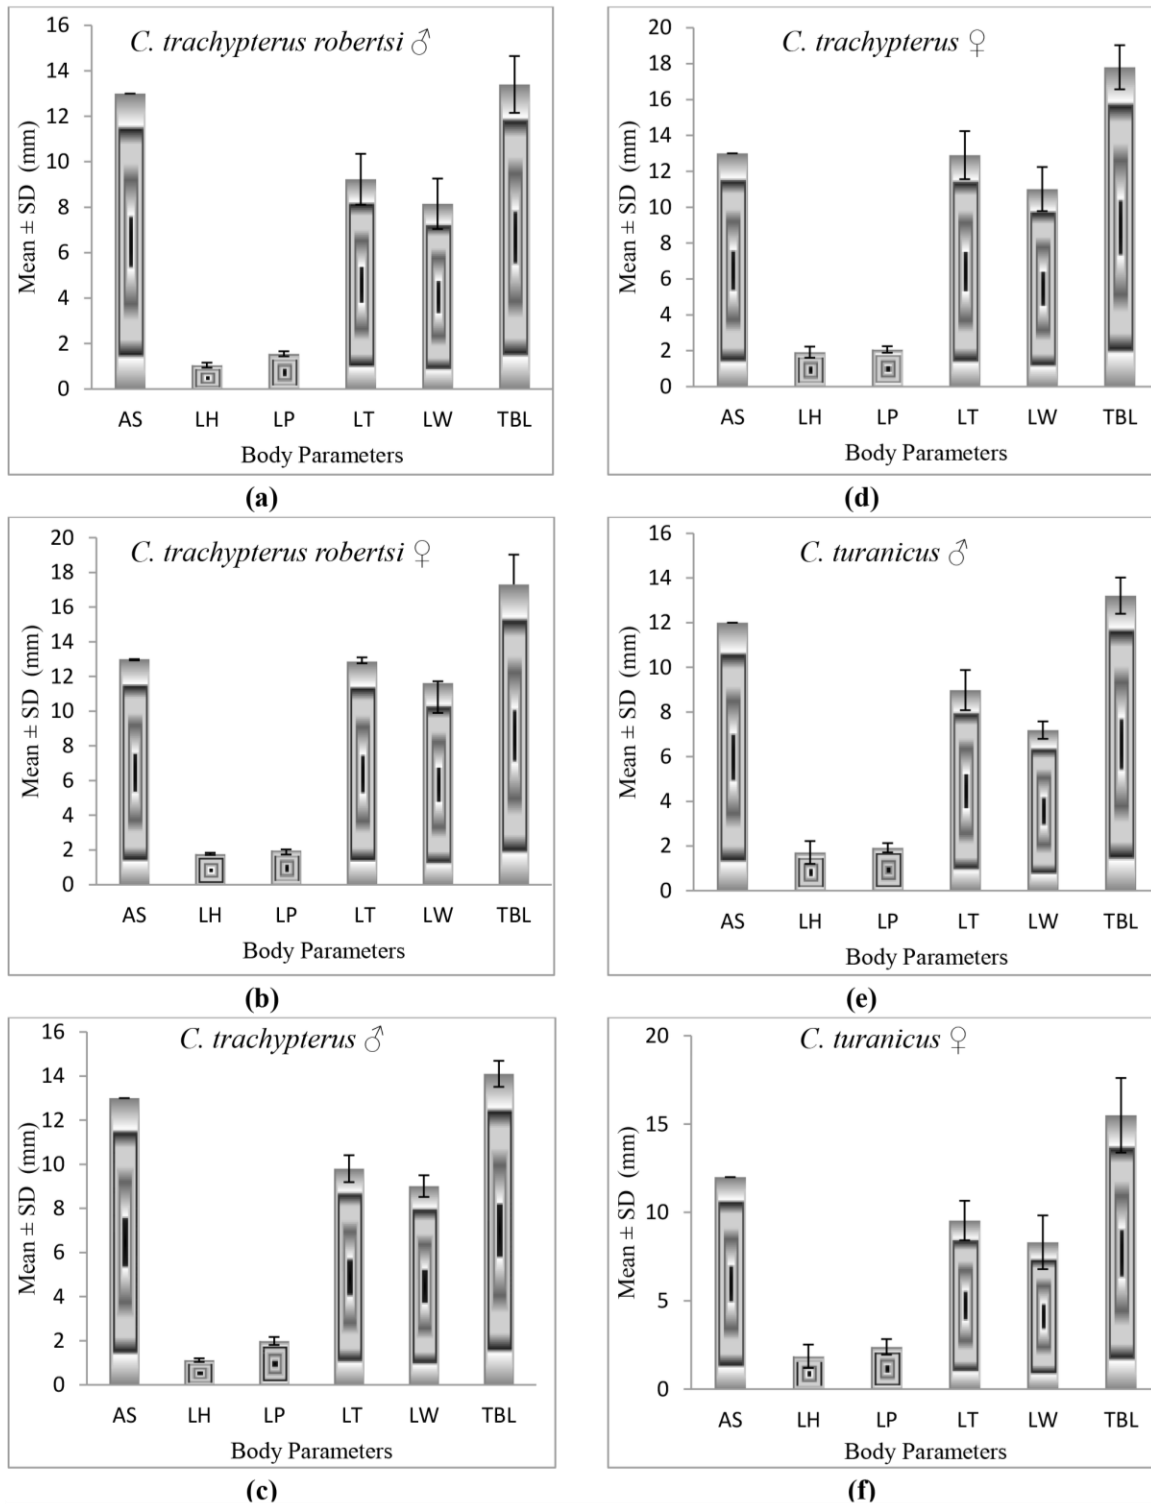 C. trachypterus robertsi ♂
Mean ± SD (mm)
16
14
12
10
8
6
4
2
0
AS LH LP LT LW TBL
Body Parameters
(a)
C. trachypterus ♀
Mean ± SD (mm)
20
18
16
14
12
10
8
6
4
2
0
AS LH LP LT LW TBL
Body Parameters
(d)
C. trachypterus robertsi ♀
Mean ± SD (mm)
20
18
16
14
12
10
8
6
4
2
0
AS LH LP LT LW TBL
Body Parameters
(b)
C. turanicus ♂
Mean ± SD (mm)
16
14
12
10
8
6
4
2
0
AS LH LP LT LW TBL
Body Parameters
(e)
C. trachypterus ♂
Mean ± SD (mm)
16
14
12
10
8
6
4
2
0
AS LH LP LT LW TBL
Body Parameters
(c)
C. turanicus ♀
Mean ± SD (mm)
20
15
10
5
0
AS LH LP LT LW TBL
Body Parameters
(f)